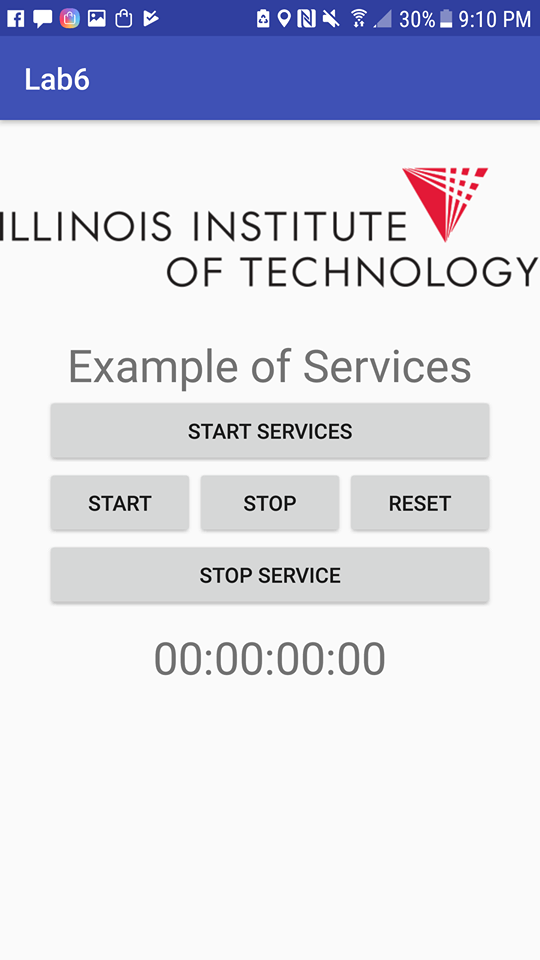 30% 9:10 PM
Lab6
ILLINOIS INSTITUTE
OF TECHNOLOGY
Example of Services
START SERVICES
START STOP RESET
STOP SERVICE
00:00:00:00